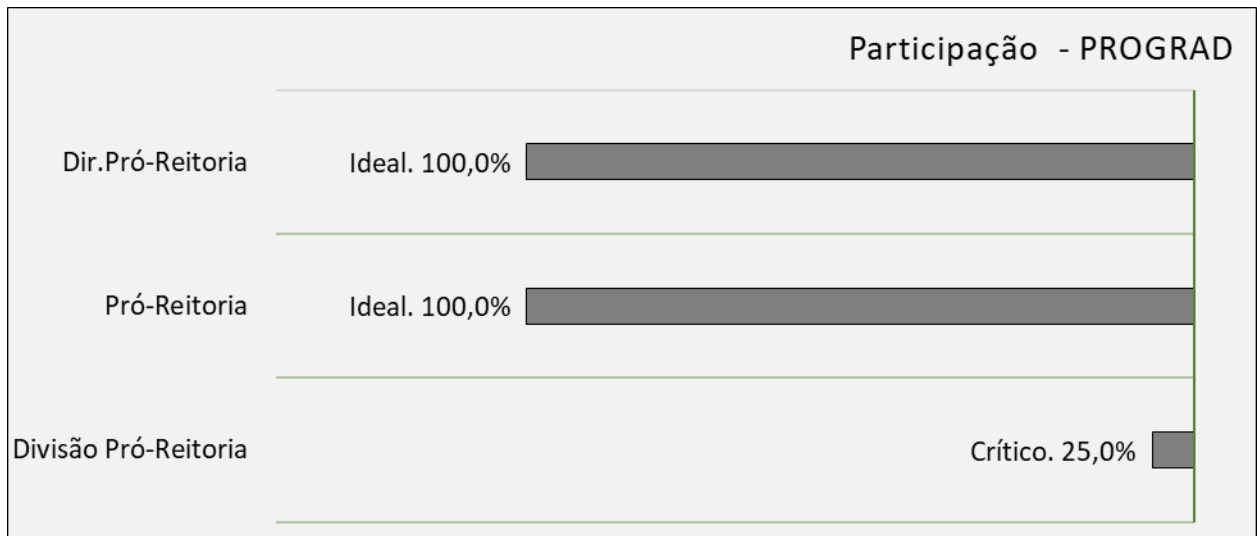 Participação - PROGRAD
Dir.Pró-Reitoria Ideal. 100,0%
Pró-Reitoria Ideal. 100,0%
Divisão Pró-Reitoria Crítico. 25,0%